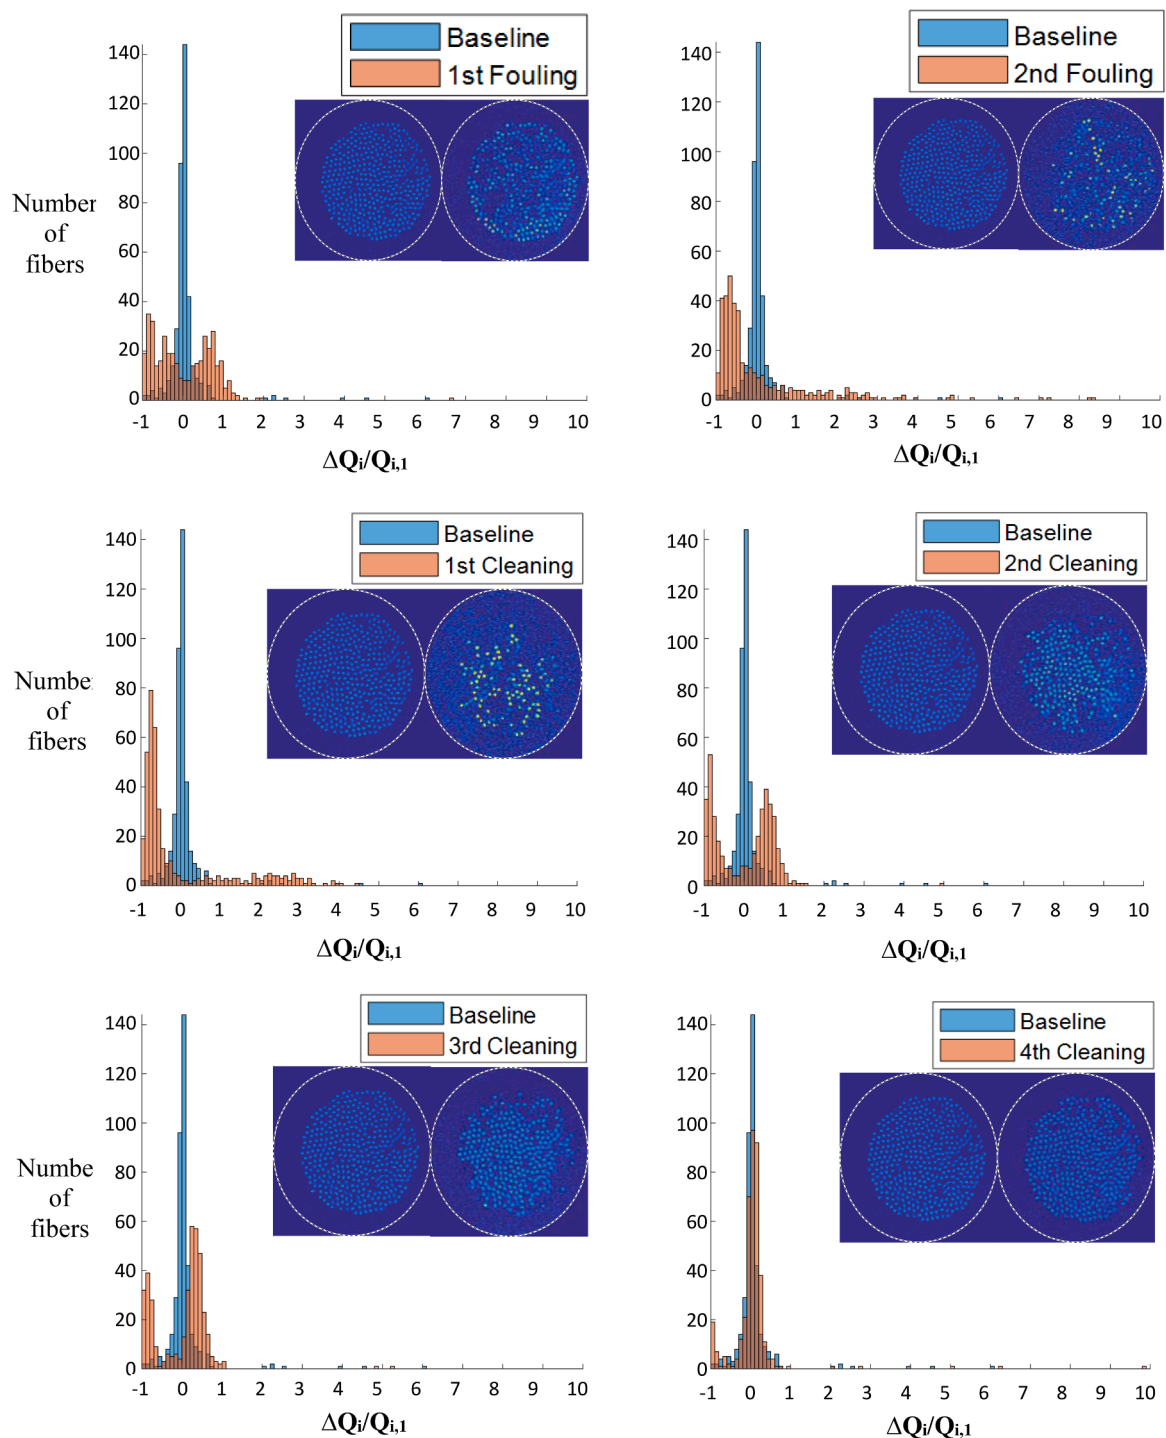 Baseline
1st Fouling
140
120
100
80
60
40
20
0
Number
of
fibers
-1 0 1 2 3 4 5 6 7 8 9 10
ΔQi/Qi,1
Baseline
2nd Fouling
140
120
100
80
60
40
20
0
-1 0 1 2 3 4 5 6 7 8 9 10
ΔQi/Qi,1
Baseline
1st Cleaning
140
120
100
80
60
40
20
0
Number
of
fibers
-1 0 1 2 3 4 5 6 7 8 9 10
ΔQi/Qi,1
Baseline
2nd Cleaning
140
120
100
80
60
40
20
0
-1 0 1 2 3 4 5 6 7 8 9 10
ΔQi/Qi,1
Baseline
3rd Cleaning
140
120
100
80
60
40
20
0
Numbe
of
fibers
-1 0 1 2 3 4 5 6 7 8 9 10
ΔQi/Qi,1
Baseline
4th Cleaning
140
120
100
80
60
40
20
0
-1 0 1 2 3 4 5 6 7 8 9 10
ΔQi/Qi,1